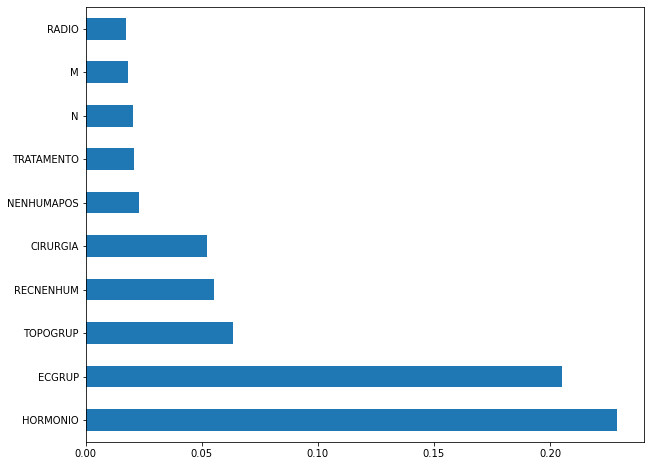 RADIO
M
N
TRATAMENTO
NENHUMAPOS
CIRURGIA
RECNENHUM
TOPOGRUP
ECGRUP
HORMONIO
0.00 0.05 0.10 0.15 0.20